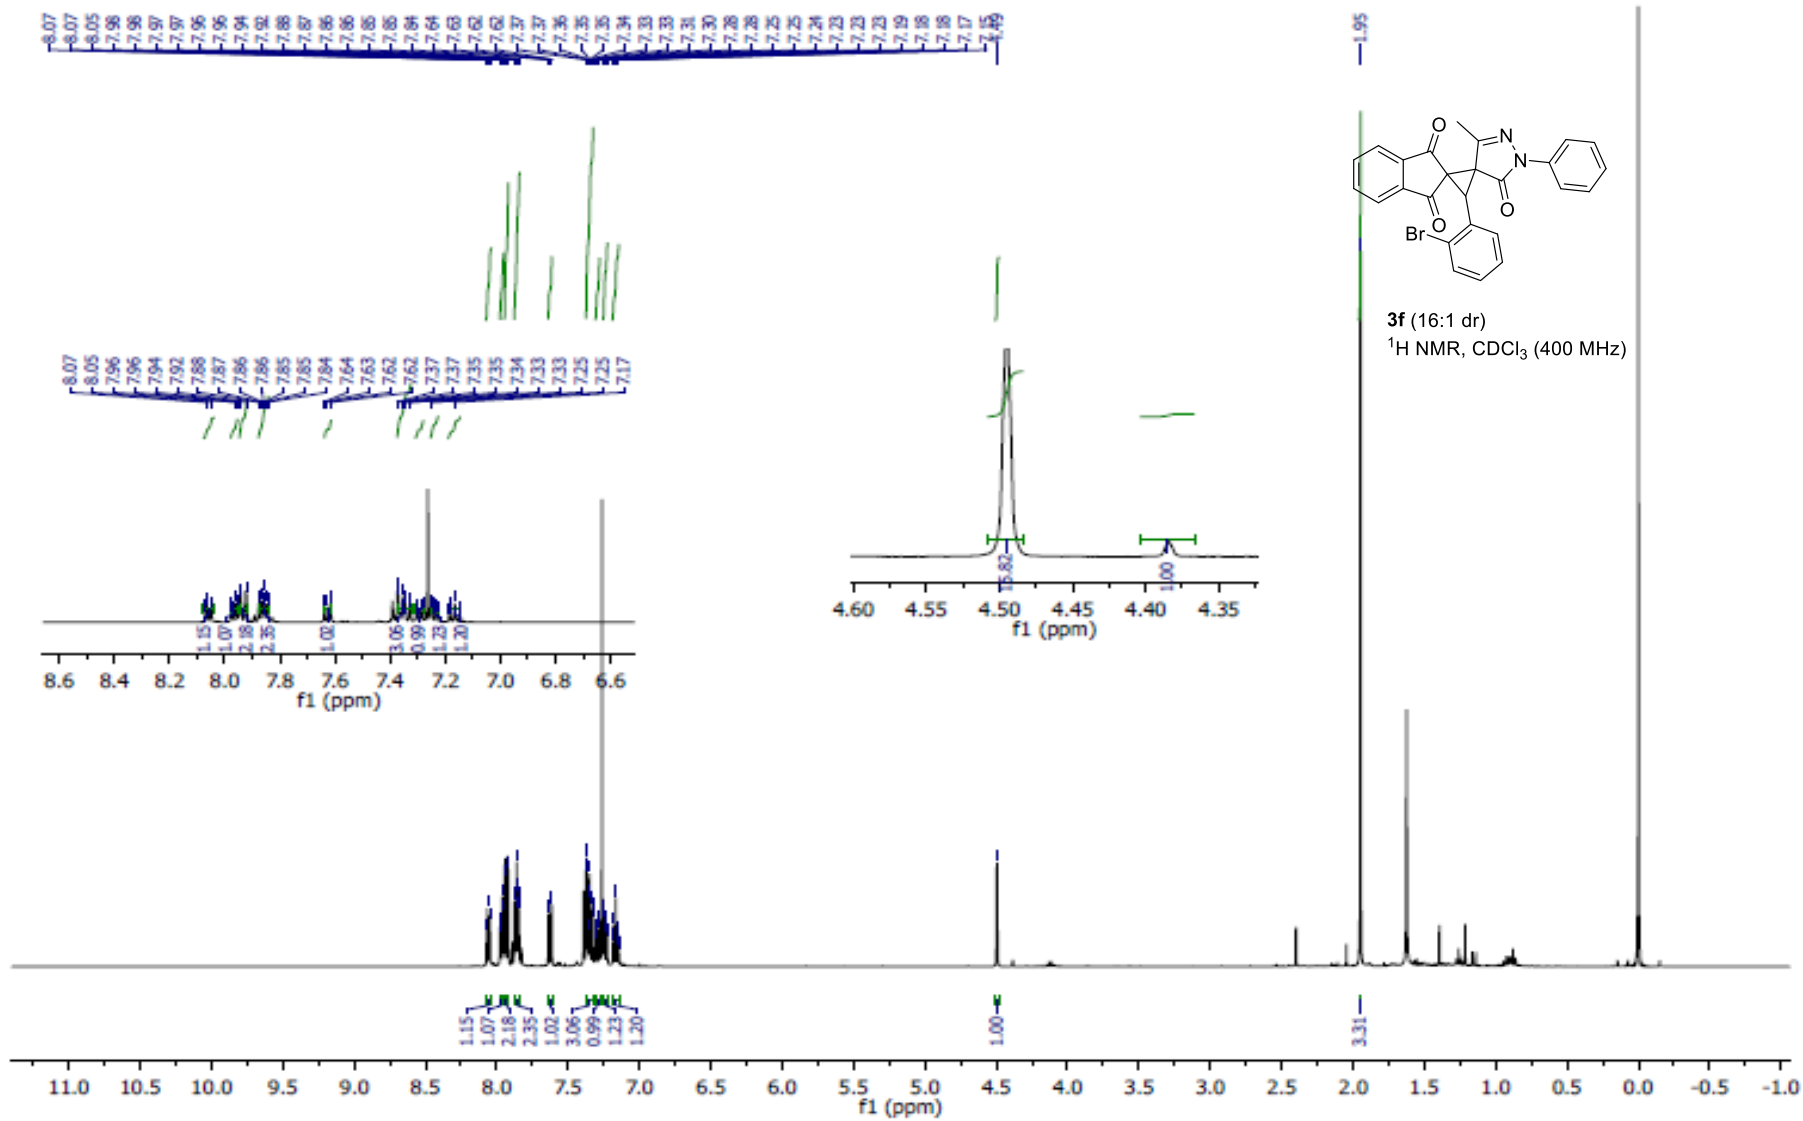 8.07 8.07 8.05 7.98 7.98 7.97 7.97 7.96 7.95 7.96 7.94 7.92 7.88 7.87 7.86 7.86 7.85 7.85 7.84 7.64 7.63 7.62 7.62 7.37 7.37 7.36 7.35 7.35 7.34 7.33 7.33 7.31 7.30 7.28 7.28 7.25 7.25 7.24 7.23 7.23 7.19 7.18 7.18 7.17 7.15 4.49
1.95
O
N
N
O
O
Br
3f (16:1 dr)
1H NMR, CDCl3 (400 MHz)
8.07 8.05 7.96 7.96 7.94 7.92 7.88 7.87 7.86 7.86 7.85 7.85 7.84 7.64 7.63 7.62 7.62 7.37 7.37 7.35 7.35 7.34 7.33 7.33 7.25 7.25 7.17
1.15 1.07 2.18 2.35 1.02 3.06 0.99 1.23 1.20
8.6 8.4 8.2 8.0 7.8 7.6 7.4 7.2 7.0 6.8 6.6
f1 (ppm)
15.82 1.00
4.60 4.55 4.50 4.45 4.40 4.35
f1 (ppm)
1.15 1.07 2.18 2.35 1.02 3.06 0.99 1.23 1.20 1.00 3.31
11.0 10.5 10.0 9.5 9.0 8.5 8.0 7.5 7.0 6.5 6.0 5.5 5.0 4.5 4.0 3.5 3.0 2.5 2.0 1.5 1.0 0.5 0.0 -0.5 -1.0
f1 (ppm)